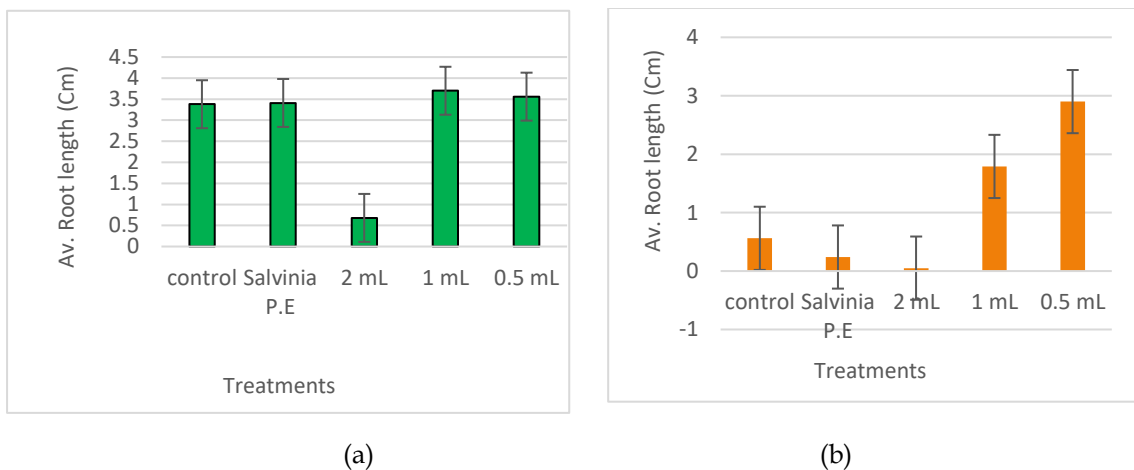 Av. Root length (Cm)
4.5
4
3.5
3
2.5
2
1.5
1
0.5
0
control Salvinia 2 mL 1 mL 0.5 mL
P.E
Treatments
(a)
Av. Root length (Cm)
4
3
2
1
0
-1
control Salvinia 2 mL 1 mL 0.5 mL
P.E
Treatments
(b)